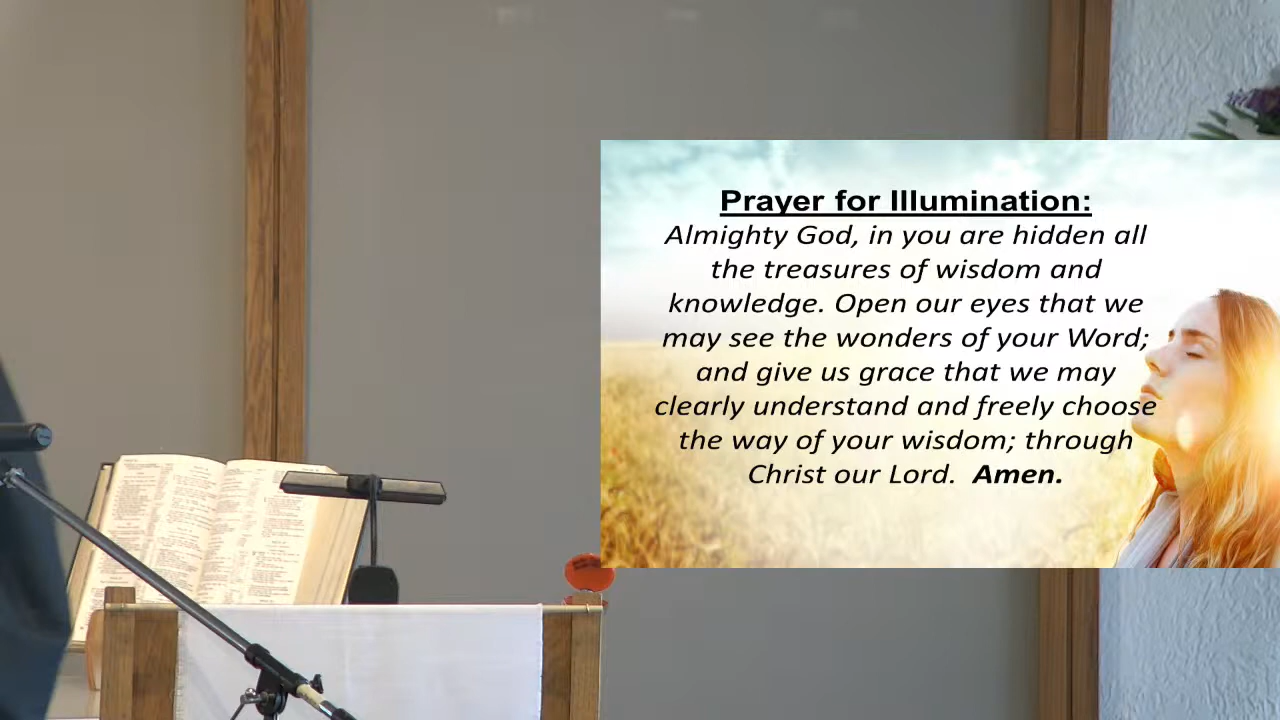 Prayer for Illumination:
Almighty God, in you are hidden all
the treasures of wisdom and
knowledge. Open our eyes that we
may see the wonders of your Word;
and give us grace that we may
clearly understand and freely choose
the way of your wisdom; through
Christ our Lord.  Amen.